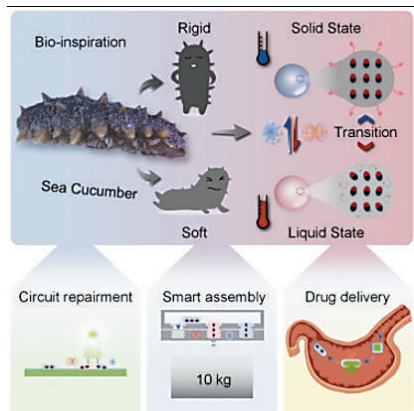 Bio-inspiration
Rigid
Solid State
Transition
Sea Cucumber
Soft
Liquid State
Circuit repairment
Smart assembly
Drug delivery
10 kg